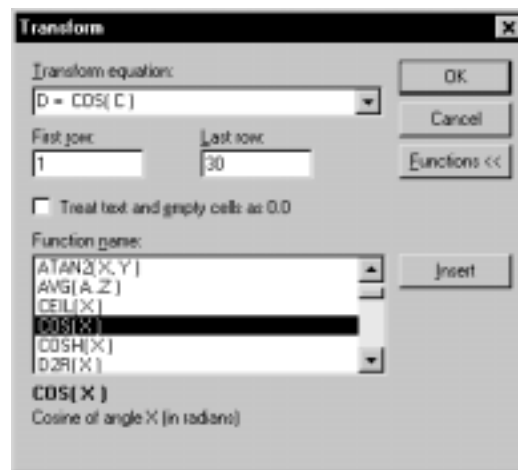 Transform
Transform equation:
D = COS( C )
OK
Cancel
First row:
Last row:
1
30
Functions <<
Treat text and empty cells as 0.0
Function name:
ATAN2(X, Y)
AVG(A..Z)
CEIL(X)
COS(X)
COSH(X)
D2R(X)
Insert
COS( X )
Cosine of angle X (in radians)